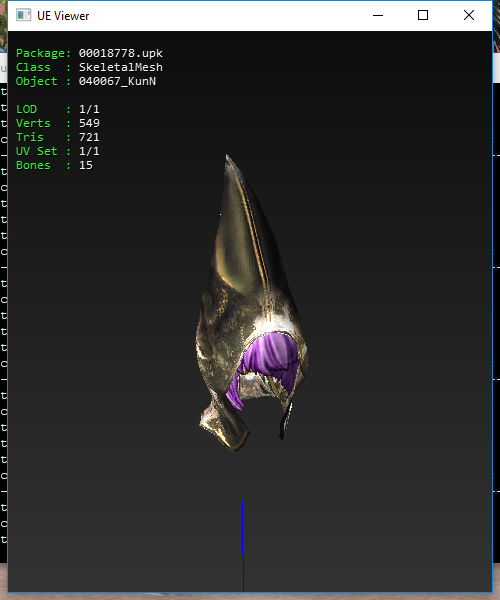 UE Viewer
Package: 00018778.upk
Class  : SkeletalMesh
Object : 040067_KunN
LOD    : 1/1
Verts  : 549
Tris   : 721
UV Set : 1/1
Bones  : 15